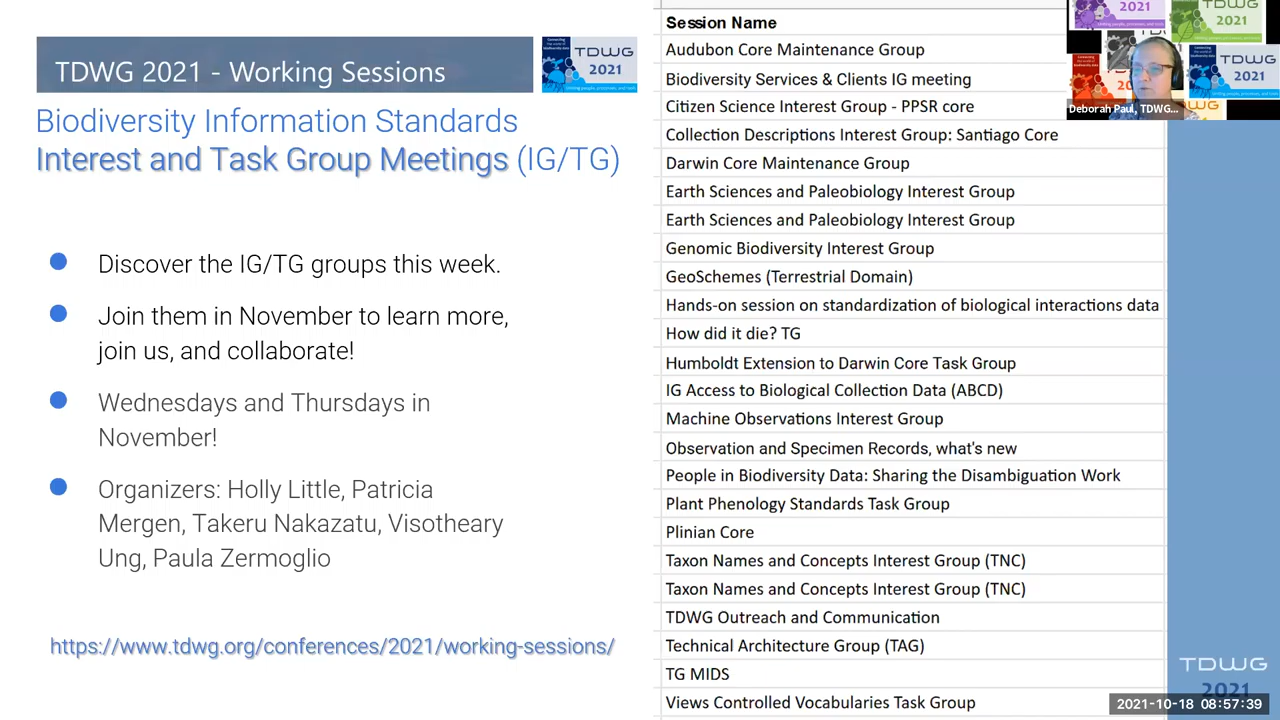 TDWG 2021 - Working Sessions
TDWG
2021
Biodiversity Information Standards
Interest and Task Group Meetings (IG/TG)
Discover the IG/TG groups this week.
Join them in November to learn more,
join us, and collaborate!
Wednesdays and Thursdays in
November!
Organizers: Holly Little, Patricia
Mergen, Takeru Nakazatu, Visotheary
Ung, Paula Zermoglio
https://www.tdwg.org/conferences/2021/working-sessions/
Session Name
Audubon Core Maintenance Group
Biodiversity Services & Clients IG meeting
Citizen Science Interest Group - PPSR core
Collection Descriptions Interest Group: Santiago Core
Darwin Core Maintenance Group
Earth Sciences and Paleobiology Interest Group
Earth Sciences and Paleobiology Interest Group
Genomic Biodiversity Interest Group
GeoSchemes (Terrestrial Domain)
Hands-on session on standardization of biological interactions data
How did it die? TG
Humboldt Extension to Darwin Core Task Group
IG Access to Biological Collection Data (ABCD)
Machine Observations Interest Group
Observation and Specimen Records, what's new
People in Biodiversity Data: Sharing the Disambiguation Work
Plant Phenology Standards Task Group
Plinian Core
Taxon Names and Concepts Interest Group (TNC)
Taxon Names and Concepts Interest Group (TNC)
TDWG Outreach and Communication
Technical Architecture Group (TAG)
TG MIDS
Views Controlled Vocabularies Task Group
2021
TDWG
2021
TDWG
2021
Deborah Paul, TDWG...
TDWG
2021
2021-10-18 08:57:39